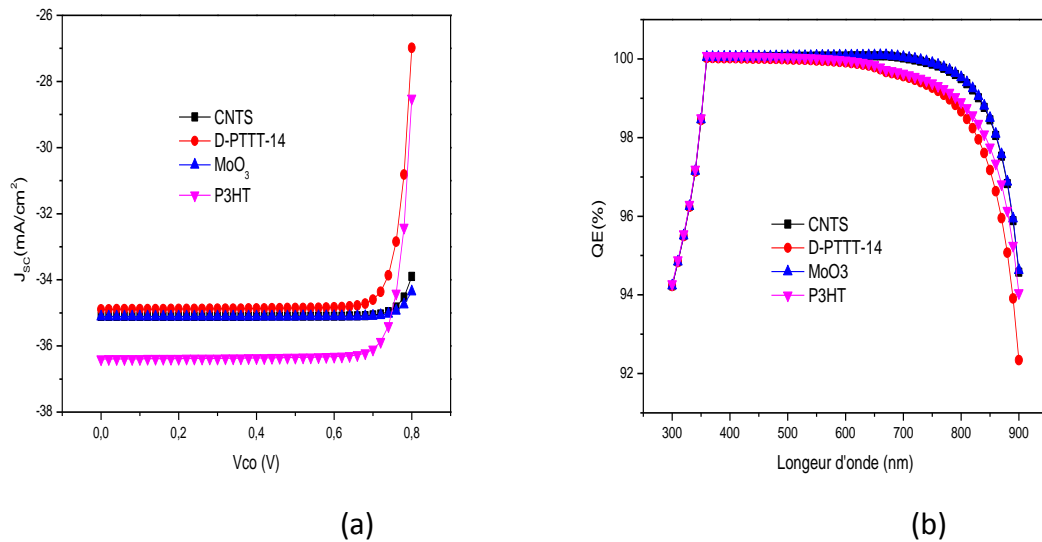 -26
-28
-30
-32
-34
-36
-38
J_SC(mA/cm²)
CNTS
D-PTTT-14
MoO₃
P3HT
0,0 0,2 0,4 0,6 0,8
Vco (V)
(a)
100
98
96
94
92
QE(%)
CNTS
D-PTTT-14
MoO3
P3HT
300 400 500 600 700 800 900
Longeur d'onde (nm)
(b)